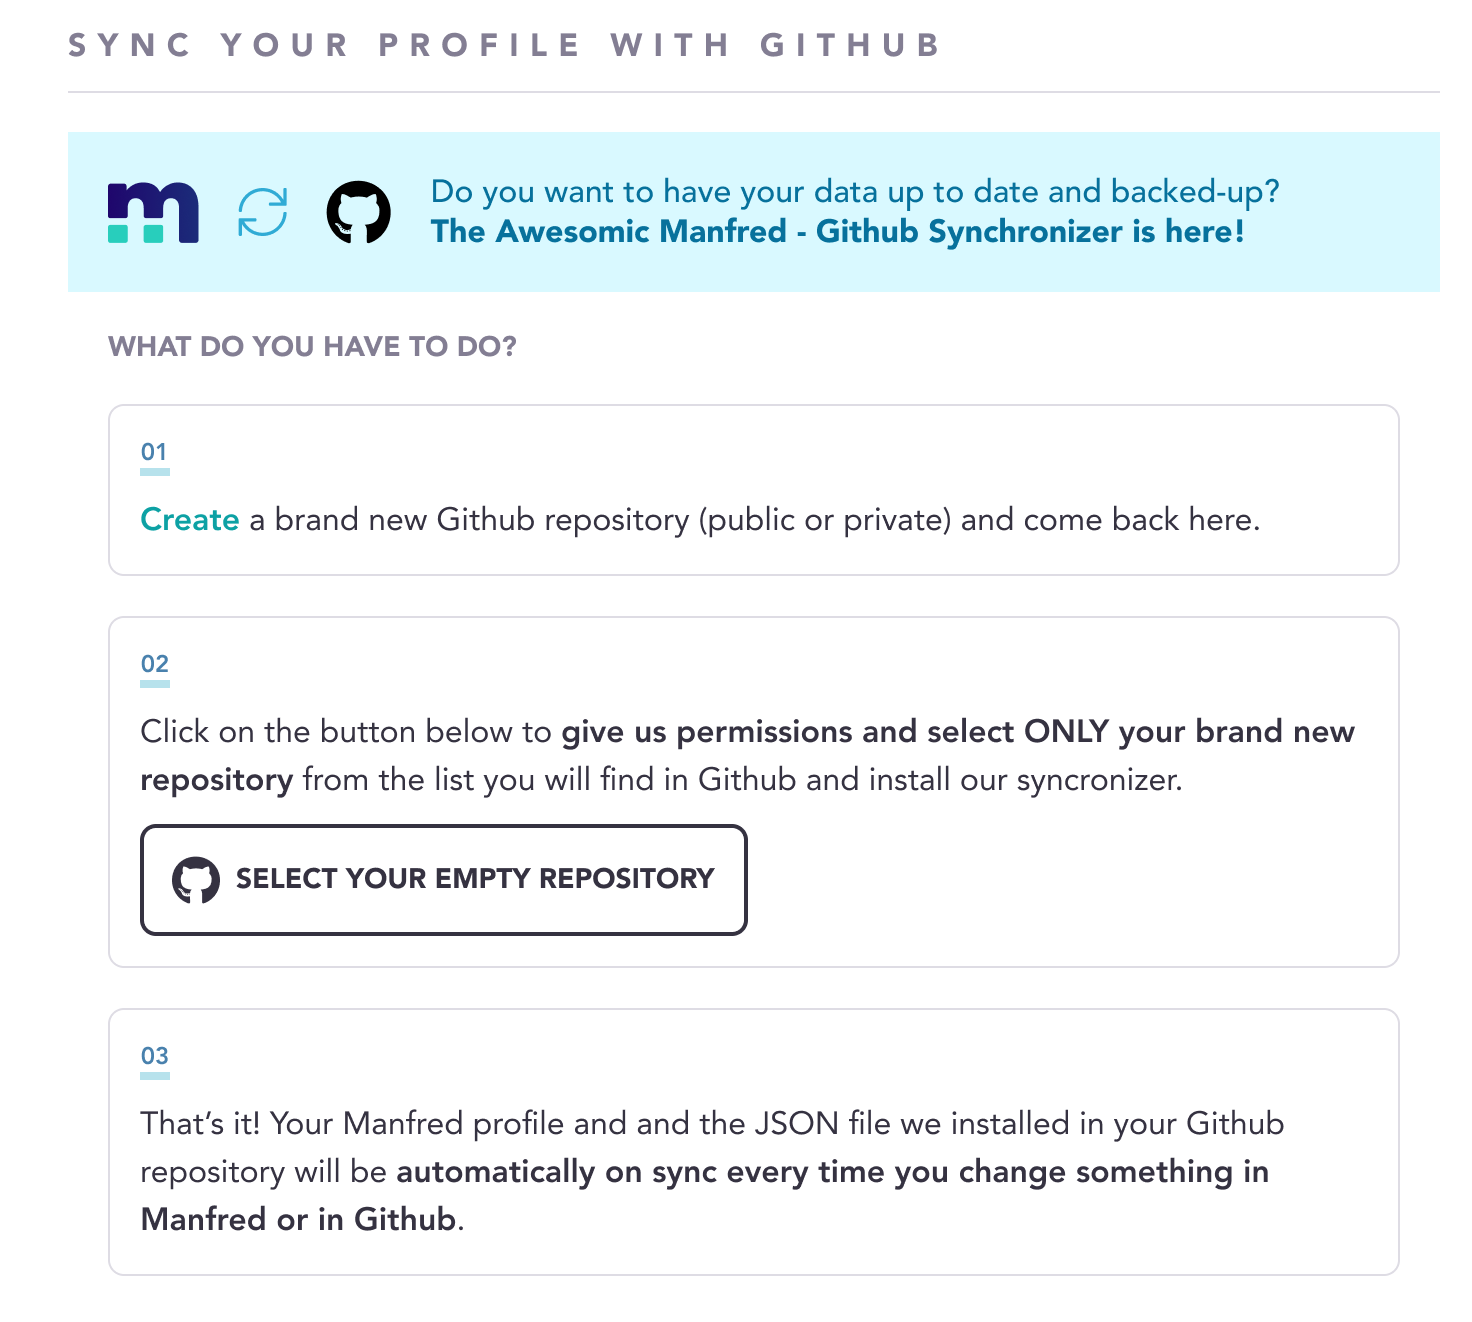 SYNC YOUR PROFILE WITH GITHUB
Do you want to have your data up to date and backed-up?
The Awesomic Manfred - Github Synchronizer is here!
WHAT DO YOU HAVE TO DO?
01
Create a brand new Github repository (public or private) and come back here.
02
Click on the button below to give us permissions and select ONLY your brand new
repository from the list you will find in Github and install our syncronizer.
SELECT YOUR EMPTY REPOSITORY
03
That's it! Your Manfred profile and and the JSON file we installed in your Github
repository will be automatically on sync every time you change something in
Manfred or in Github.